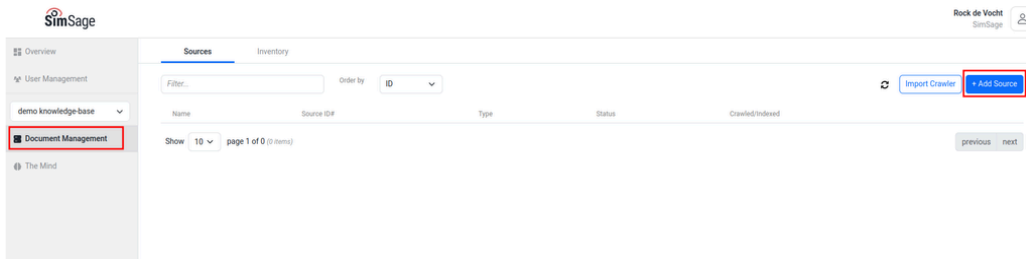 SimSage
Rock de Vocht
SimSage
Overview
User Management
demo knowledge-base
Document Management
The Mind
Sources Inventory
Filter... Order by ID Import Crawler + Add Source
Name Source ID# Type Status Crawled/Indexed
Show 10 page 1 of 0 (0 items) previous next